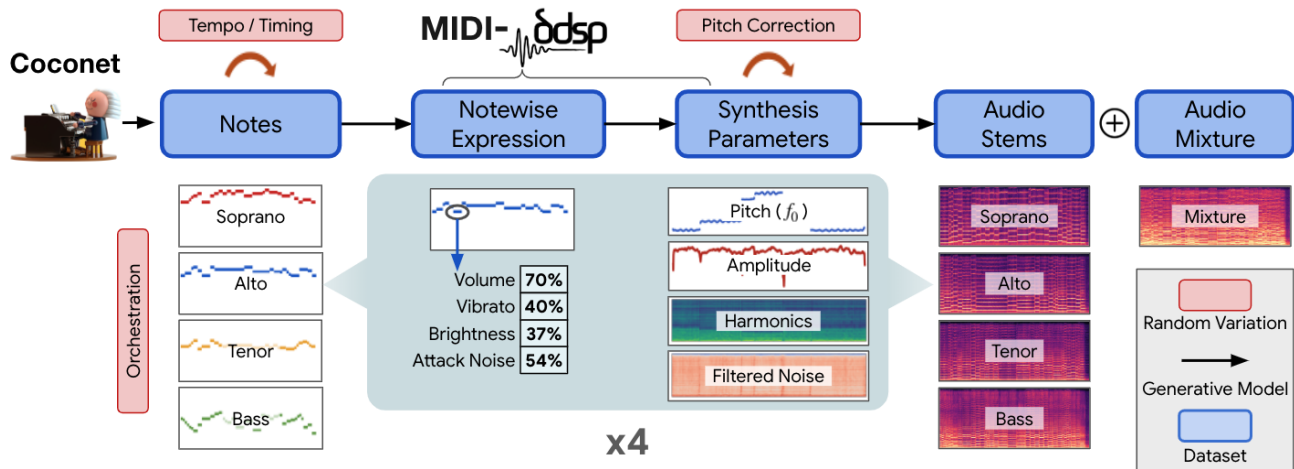 Tempo / Timing
MIDI-ddsp
Pitch Correction
Coconet
Notes
Notewise
Expression
Synthesis
Parameters
Audio
Stems
Audio
Mixture
Orchestration
Soprano
Alto
Tenor
Bass
Volume 70%
Vibrato 40%
Brightness 37%
Attack Noise 54%
Pitch (f₀)
Amplitude
Harmonics
Filtered Noise
x4
Soprano
Alto
Tenor
Bass
Mixture
Random Variation
Generative Model
Dataset